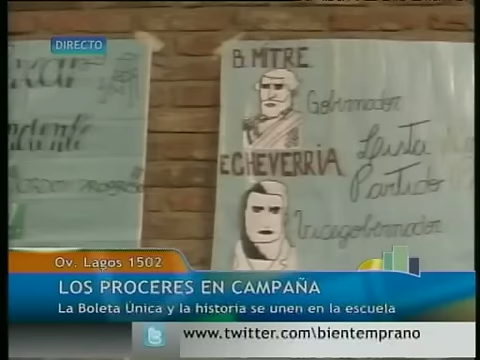 DIRECTO
B. MITRE
Gobernador
ECHEVERRIA
Lista
Partido
Vicegobernador
Ov. Lagos 1502
LOS PROCERES EN CAMPAÑA
La Boleta Única y la historia se unen en la escuela
www.twitter.com\bientemprano